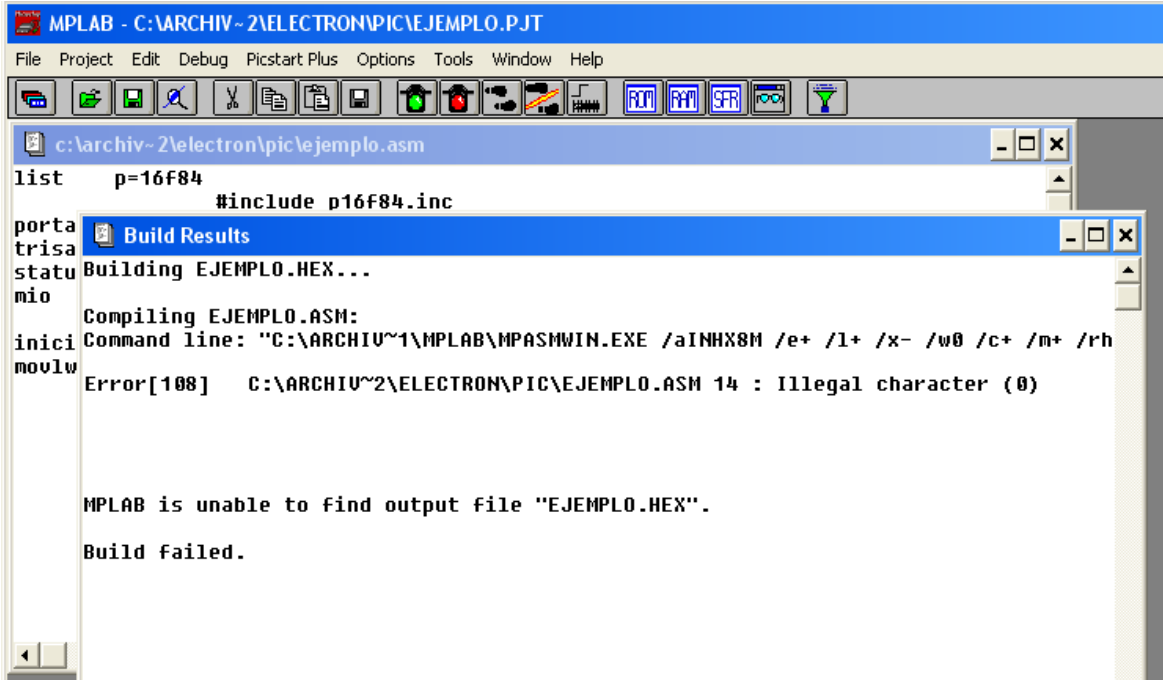 MPLAB - C:\ARCHIV~2\ELECTRON\PIC\EJEMPLO.PJT
File Project Edit Debug Picstart Plus Options Tools Window Help
ROM RAM SFR
c:\archiv~2\electron\pic\ejemplo.asm
list p=16f84
#include p16f84.inc
porta
trisa
statu
mio
inici
movlw
Build Results
Building EJEMPLO.HEX...
Compiling EJEMPLO.ASM:
Command line: "C:\ARCHIV~1\MPLAB\MPASMWIN.EXE /aINHX8M /e+ /l+ /x- /w0 /c+ /m+ /rh
Error[108] C:\ARCHIV~2\ELECTRON\PIC\EJEMPLO.ASM 14 : Illegal character (0)
MPLAB is unable to find output file "EJEMPLO.HEX".
Build failed.